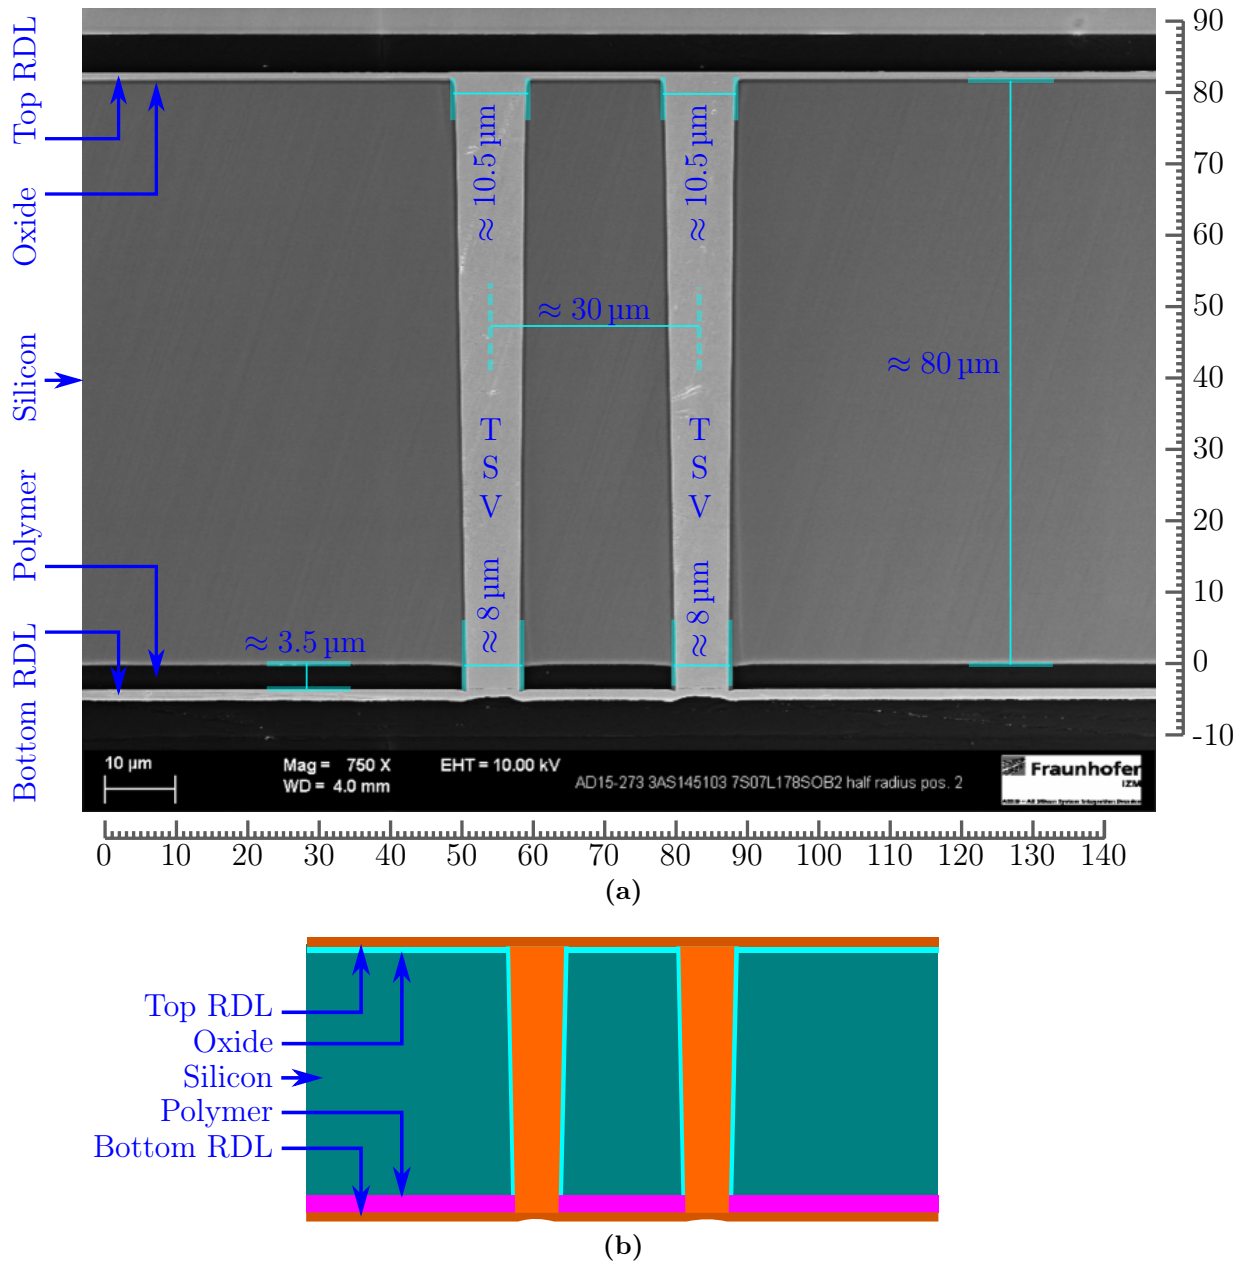 Top RDL
Oxide
Silicon
Polymer
Bottom RDL
≈ 10.5 µm
≈ 10.5 µm
≈ 30 µm
≈ 80 µm
T
S
V
T
S
V
≈ 8 µm
≈ 8 µm
≈ 3.5 µm
90
80
70
60
50
40
30
20
10
0
-10
10 µm
Mag = 750 X
EHT = 10.00 kV
WD = 4.0 mm
AD15-273 3AS145103 7S07L178SOB2 half radius pos. 2
Fraunhofer
IZM
0 10 20 30 40 50 60 70 80 90 100 110 120 130 140
(a)
Top RDL
Oxide
Silicon
Polymer
Bottom RDL
(b)